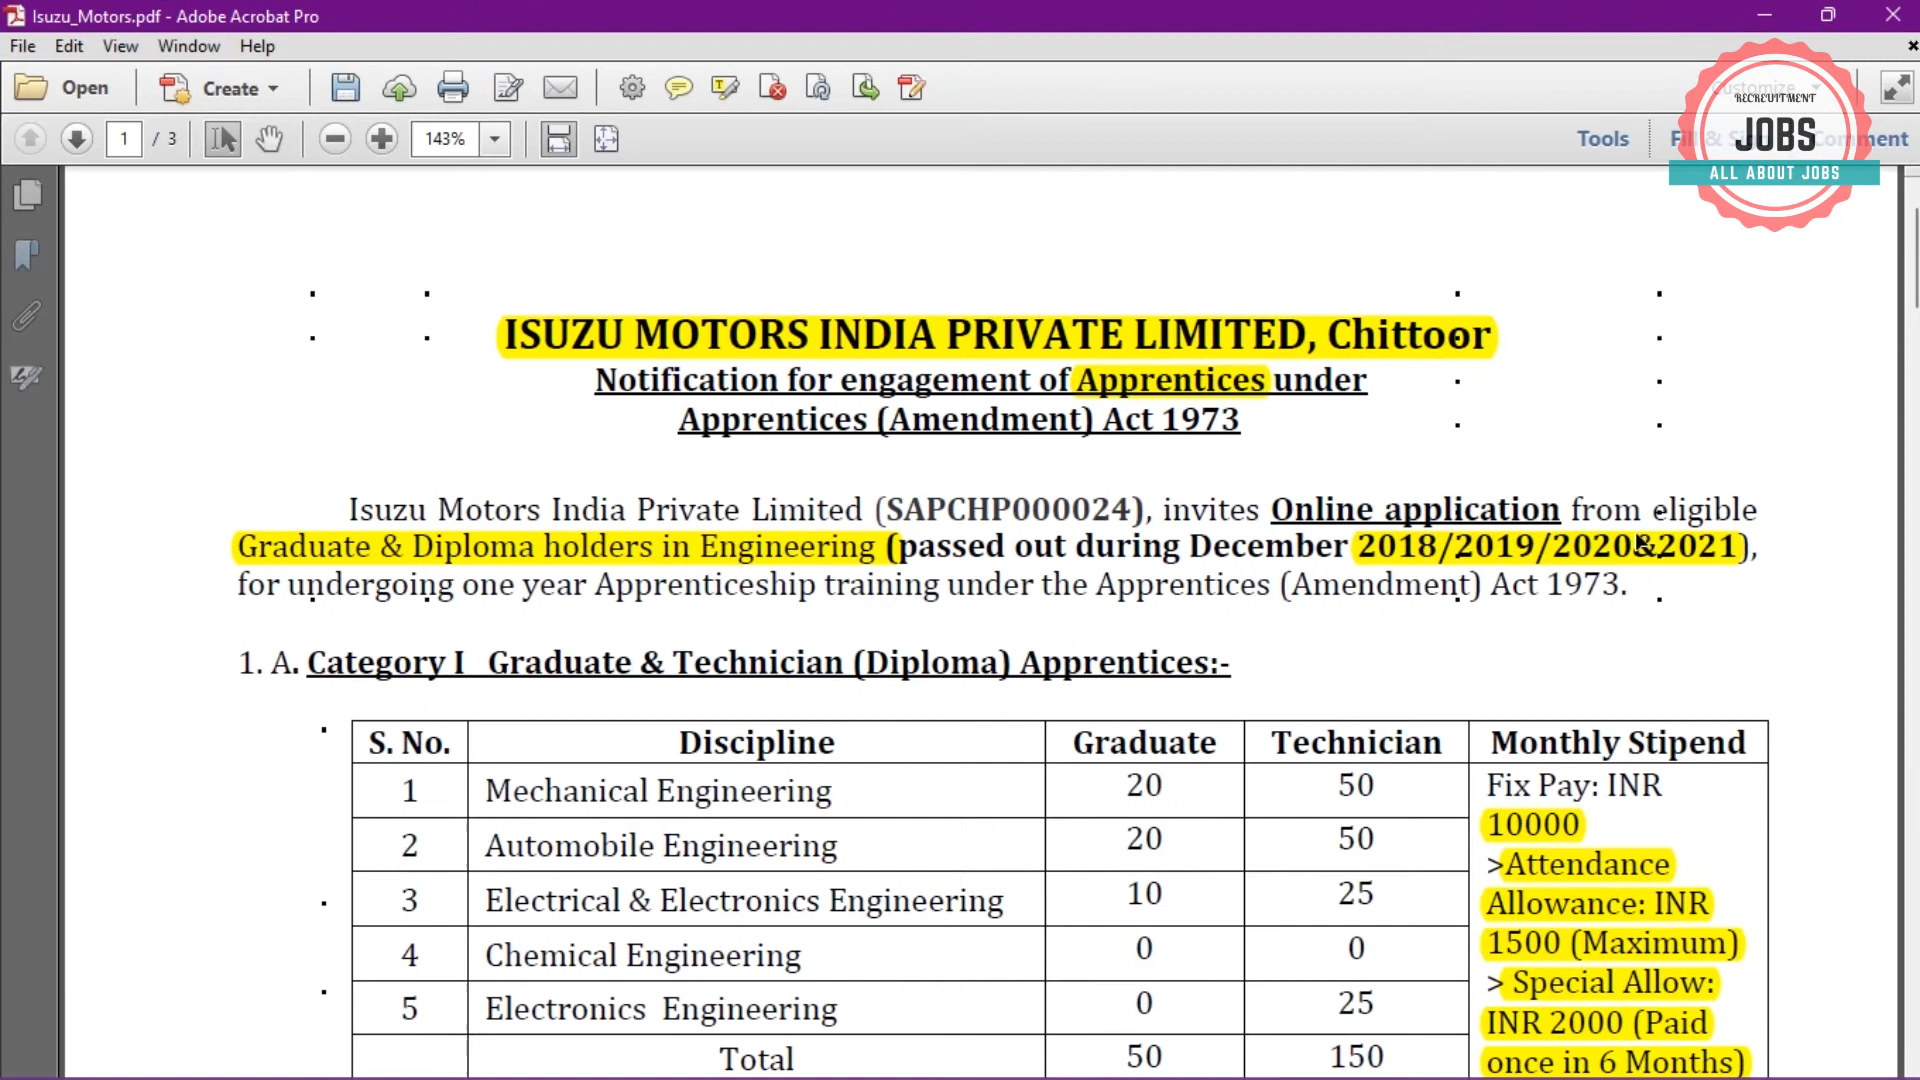 Isuzu_Motors.pdf - Adobe Acrobat Pro
File Edit View Window Help
Open Create
1 / 3 143% Tools
RECREUITMENT
JOBS
ALL ABOUT JOBS
ISUZU MOTORS INDIA PRIVATE LIMITED, Chittoor
Notification for engagement of Apprentices under
Apprentices (Amendment) Act 1973
Isuzu Motors India Private Limited (SAPCHP000024), invites Online application from eligible
Graduate & Diploma holders in Engineering (passed out during December 2018/2019/2020&2021),
for undergoing one year Apprenticeship training under the Apprentices (Amendment) Act 1973.
1. A. Category I Graduate & Technician (Diploma) Apprentices:-
S. No. Discipline Graduate Technician Monthly Stipend
1 Mechanical Engineering 20 50
2 Automobile Engineering 20 50
3 Electrical & Electronics Engineering 10 25
4 Chemical Engineering 0 0
5 Electronics Engineering 0 25
Total 50 150
Fix Pay: INR
10000
>Attendance
Allowance: INR
1500 (Maximum)
> Special Allow:
INR 2000 (Paid
once in 6 Months)